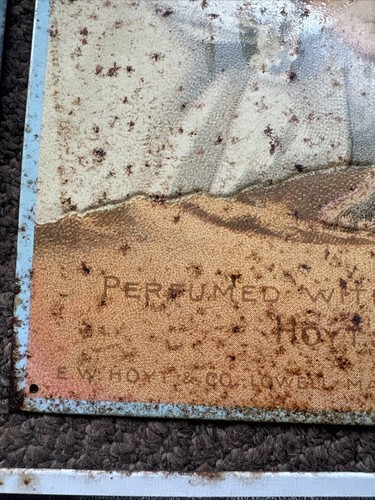 PERFUMED WITH
HOYT
E.W. HOYT & CO. LOWELL, MA